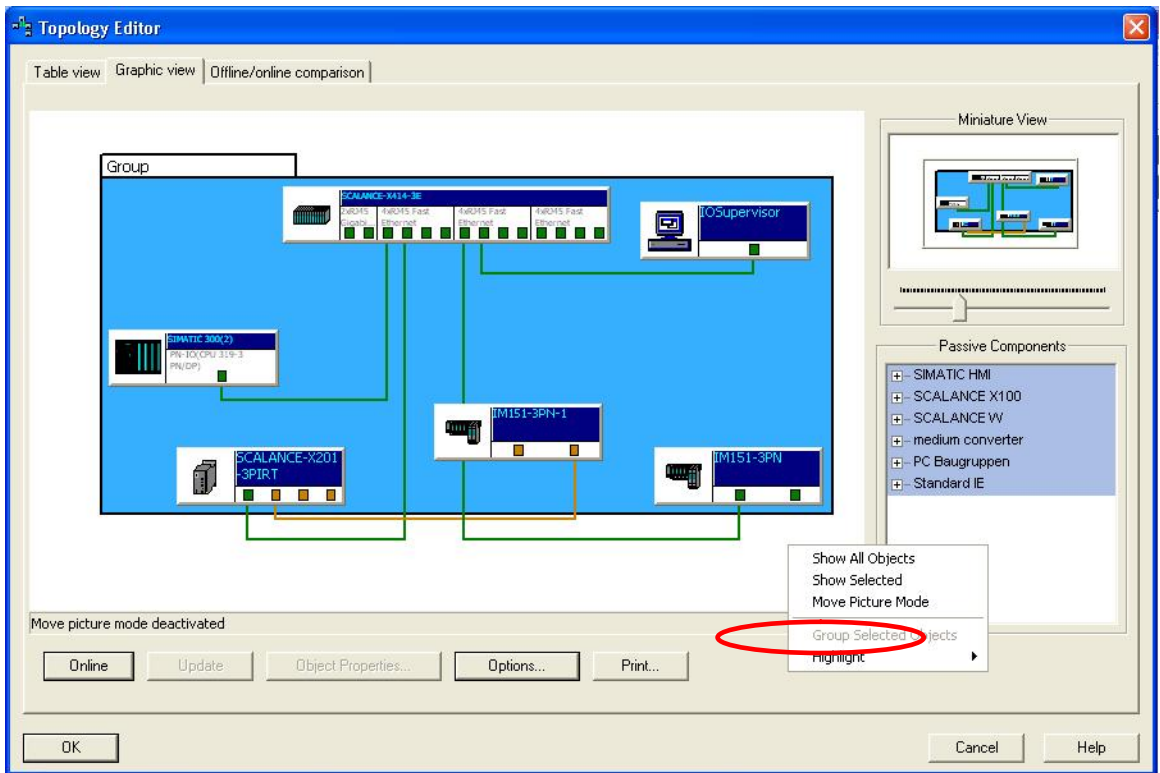 Topology Editor
Table view
Graphic view
Offline/online comparison
Group
SCALANCE-X414-3E
2xRJ45 Gigabi...
4xRJ45 Fast Ethernet
4xRJ45 Fast Ethernet
4xRJ45 Fast Ethernet
IOSupervisor
SIMATIC 300(2)
PN-IO(CPU 319-3
PN/DP)
IM151-3PN-1
SCALANCE-X201
-3PIRT
IM151-3PN
Miniature View
Passive Components
SIMATIC HMI
SCALANCE X100
SCALANCE W
medium converter
PC Baugruppen
Standard IE
Show All Objects
Show Selected
Move Picture Mode
Group Selected Objects
Highlight
Move picture mode deactivated
Online
Update
Object Properties...
Options...
Print...
OK
Cancel
Help